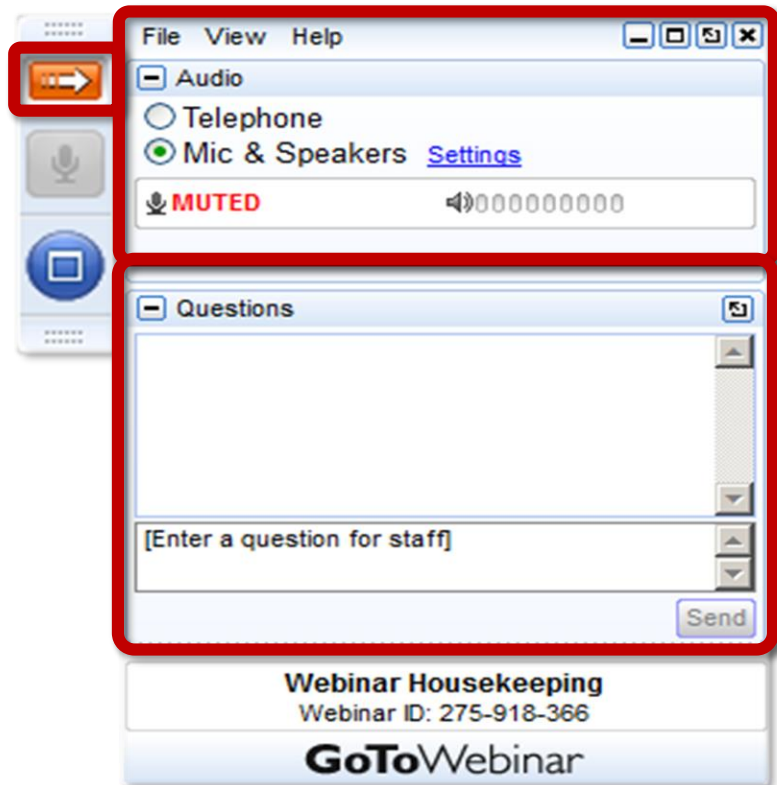 File View Help
Audio
Telephone
Mic & Speakers Settings
MUTED
Questions
[Enter a question for staff]
Send
Webinar Housekeeping
Webinar ID: 275-918-366
GoToWebinar